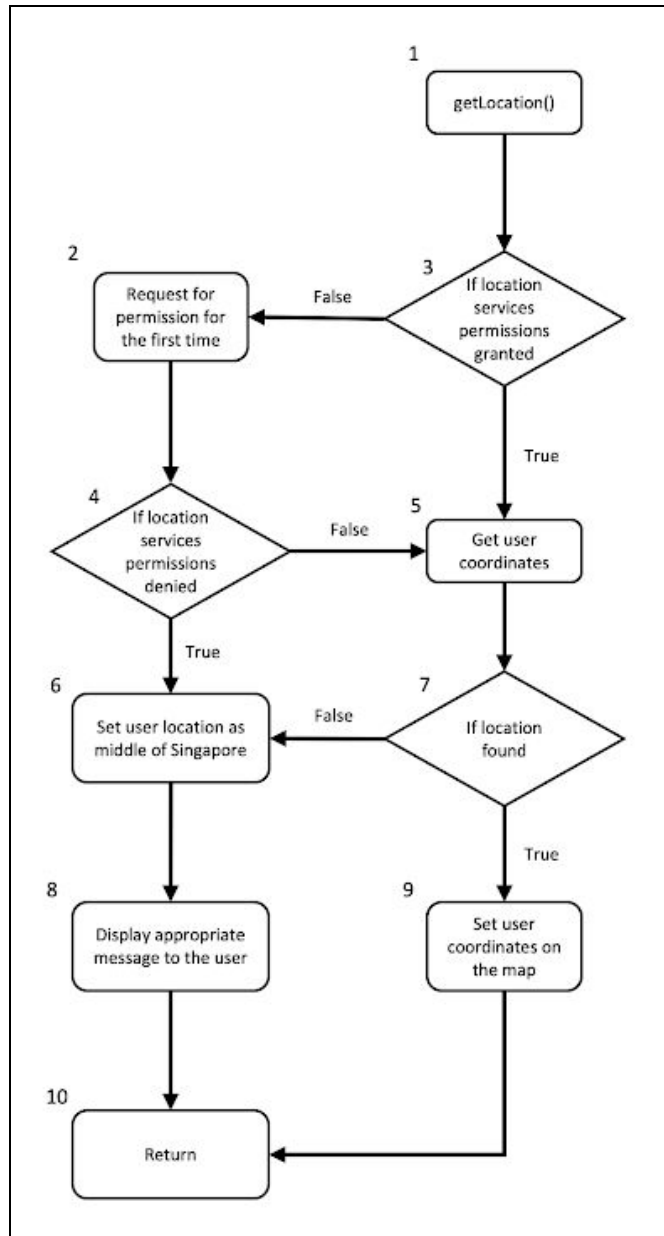 1
getLocation()
2
3
Request for
permission for
the first time
False
If location
services
permissions
granted
True
4
5
If location
services
permissions
denied
False
Get user
coordinates
True
6
7
Set user location as
middle of Singapore
False
If location
found
True
8
9
Display appropriate
message to the user
Set user
coordinates on
the map
10
Return